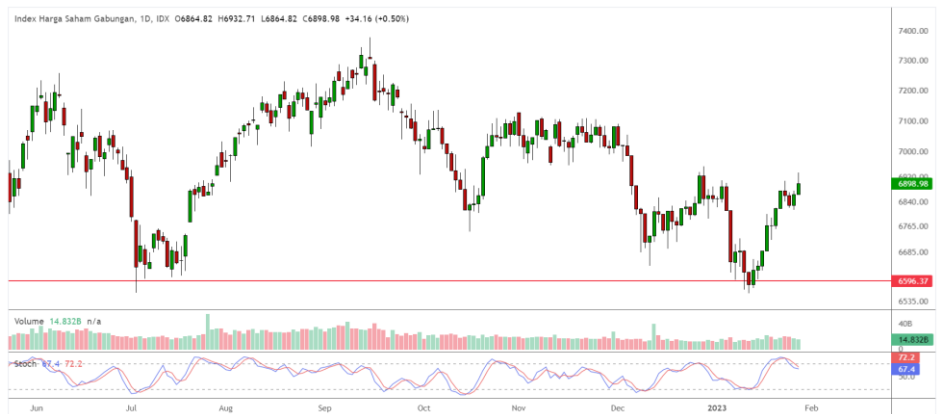 Index Harga Saham Gabungan, 1D, IDX O6864.82 H6932.71 L6864.82 C6898.98 +34.16 (+0.50%)
7400.00
7300.00
7200.00
7100.00
7000.00
6898.98
6840.00
6765.00
6685.00
6596.37
6535.00
Volume 14.832B n/a
40B
14.832B
0
Stoch 67.4 72.2
72.2
67.4
Jun Jul Aug Sep Oct Nov Dec 2023 Feb